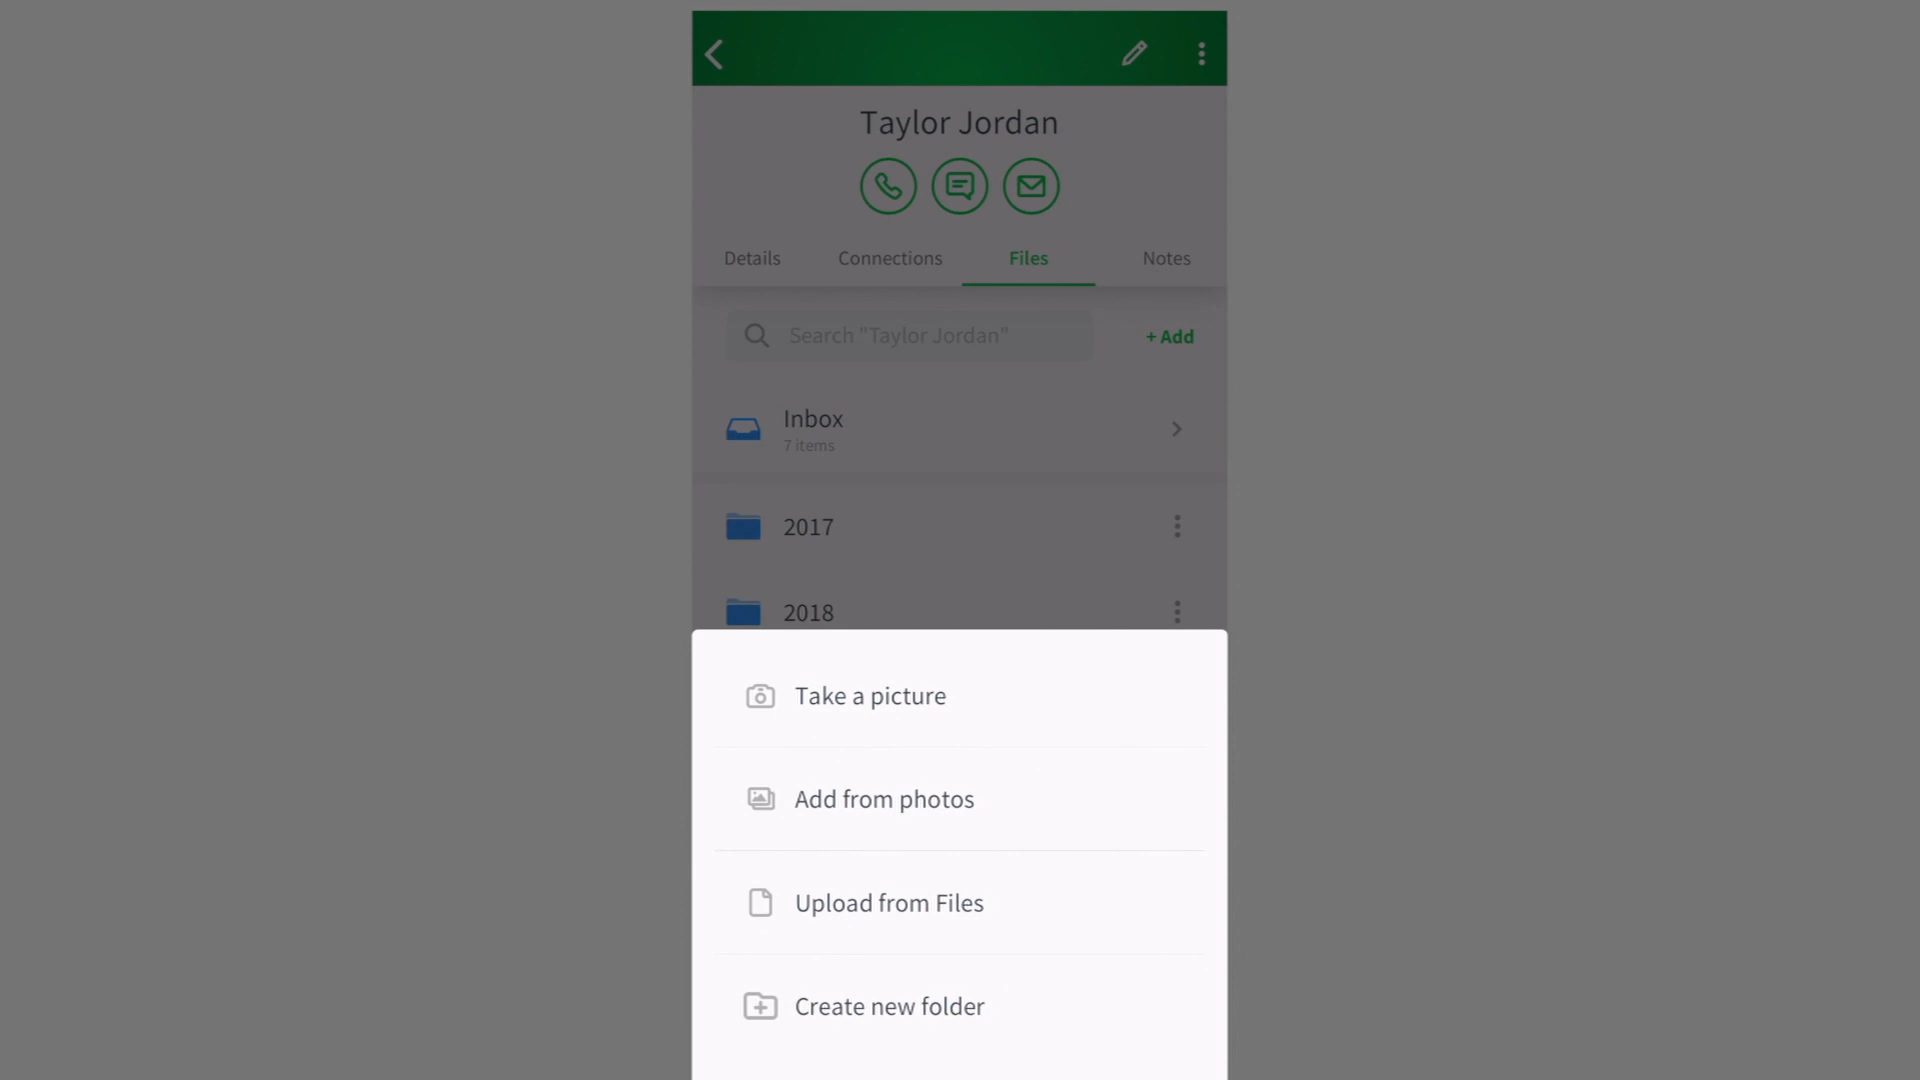 Taylor Jordan
Details Connections Files Notes
Search "Taylor Jordan" + Add
Inbox
7 items
2017
2018
Take a picture
Add from photos
Upload from Files
Create new folder